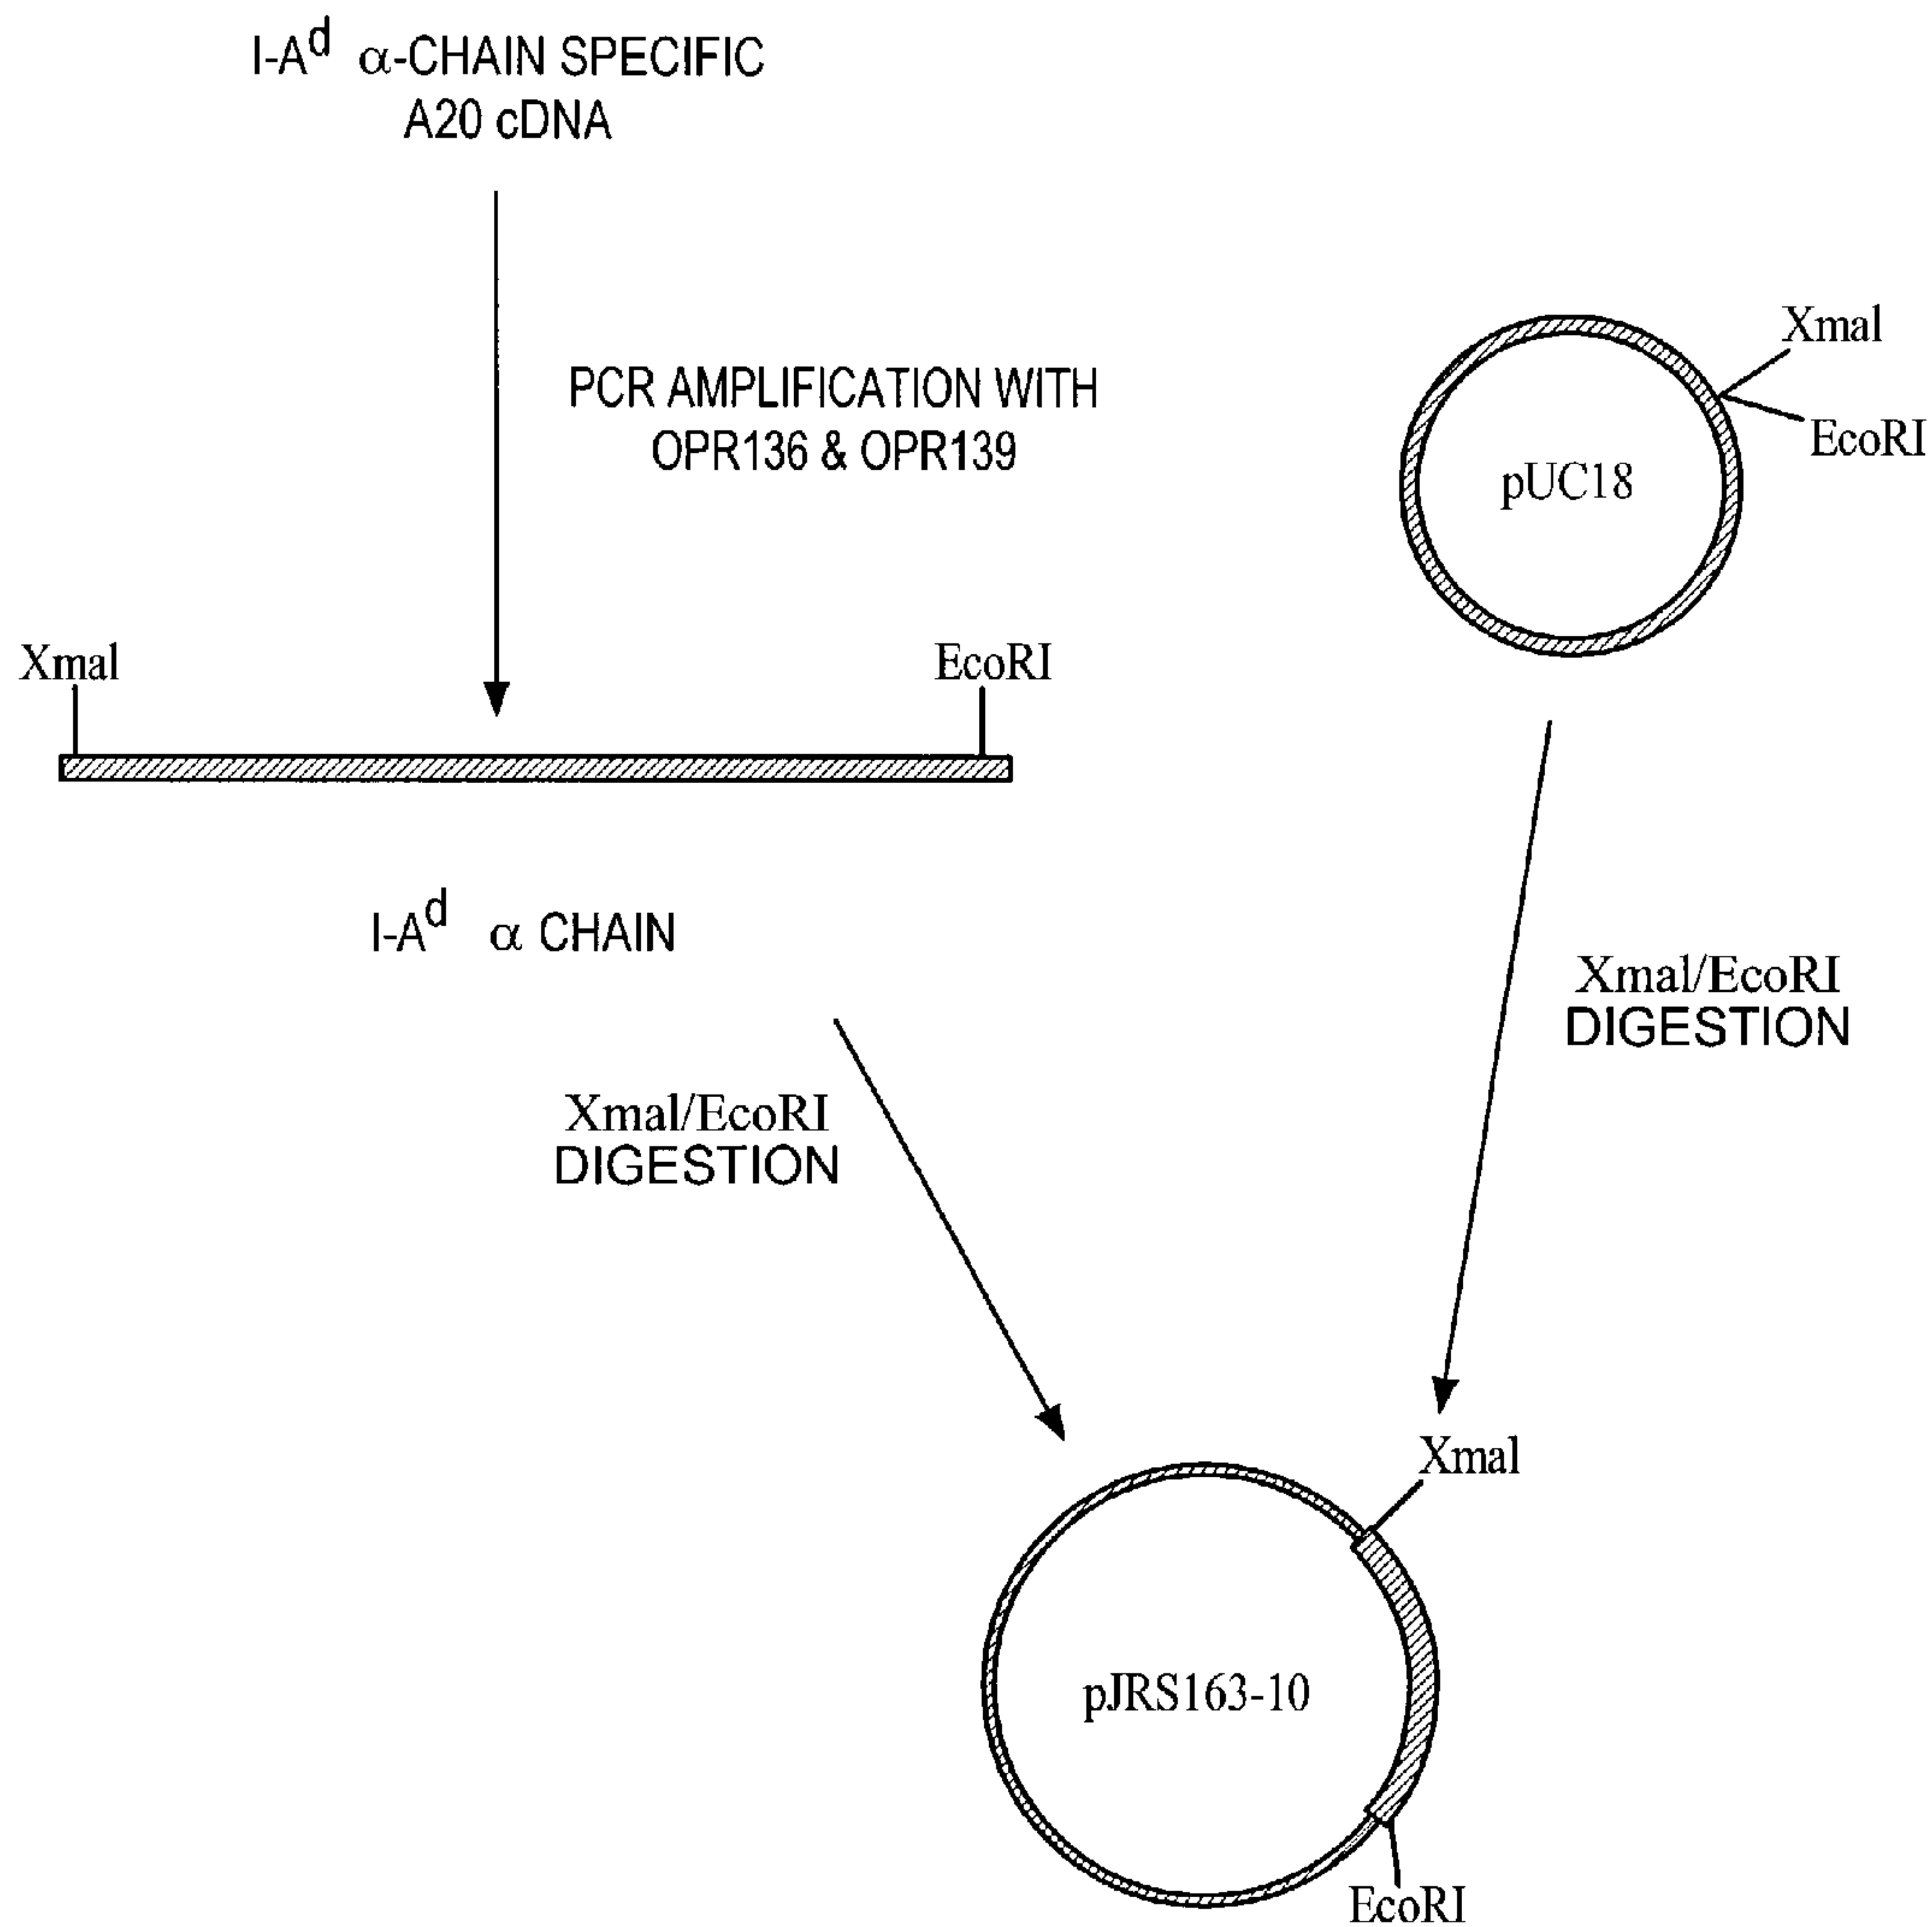 I-Ad α-CHAIN SPECIFIC
A20 cDNA
PCR AMPLIFICATION WITH
OPR136 & OPR139
XmaI
EcoRI
pUC18
XmaI
EcoRI
I-Ad α CHAIN
XmaI/EcoRI
DIGESTION
XmaI/EcoRI
DIGESTION
XmaI
pJRS163-10
EcoRI